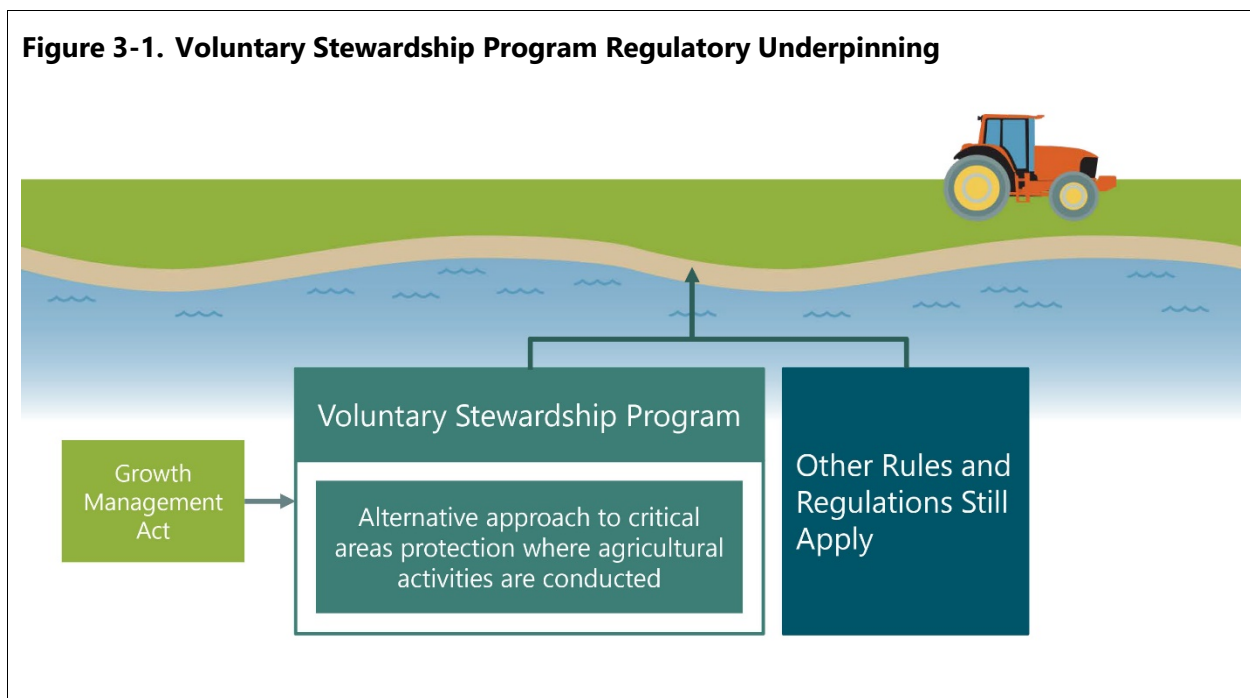 Figure 3-1. Voluntary Stewardship Program Regulatory Underpinning
Voluntary Stewardship Program
Growth
Management
Act
Alternative approach to critical
areas protection where agricultural
activities are conducted
Other Rules and
Regulations Still
Apply